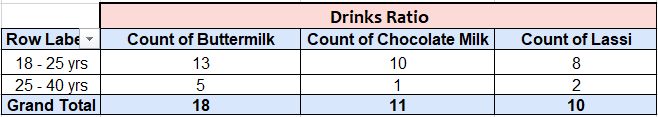 Drinks Ratio
Row Labe Count of Buttermilk Count of Chocolate Milk Count of Lassi
18 - 25 yrs 13 10 8
25 - 40 yrs 5 1 2
Grand Total 18 11 10